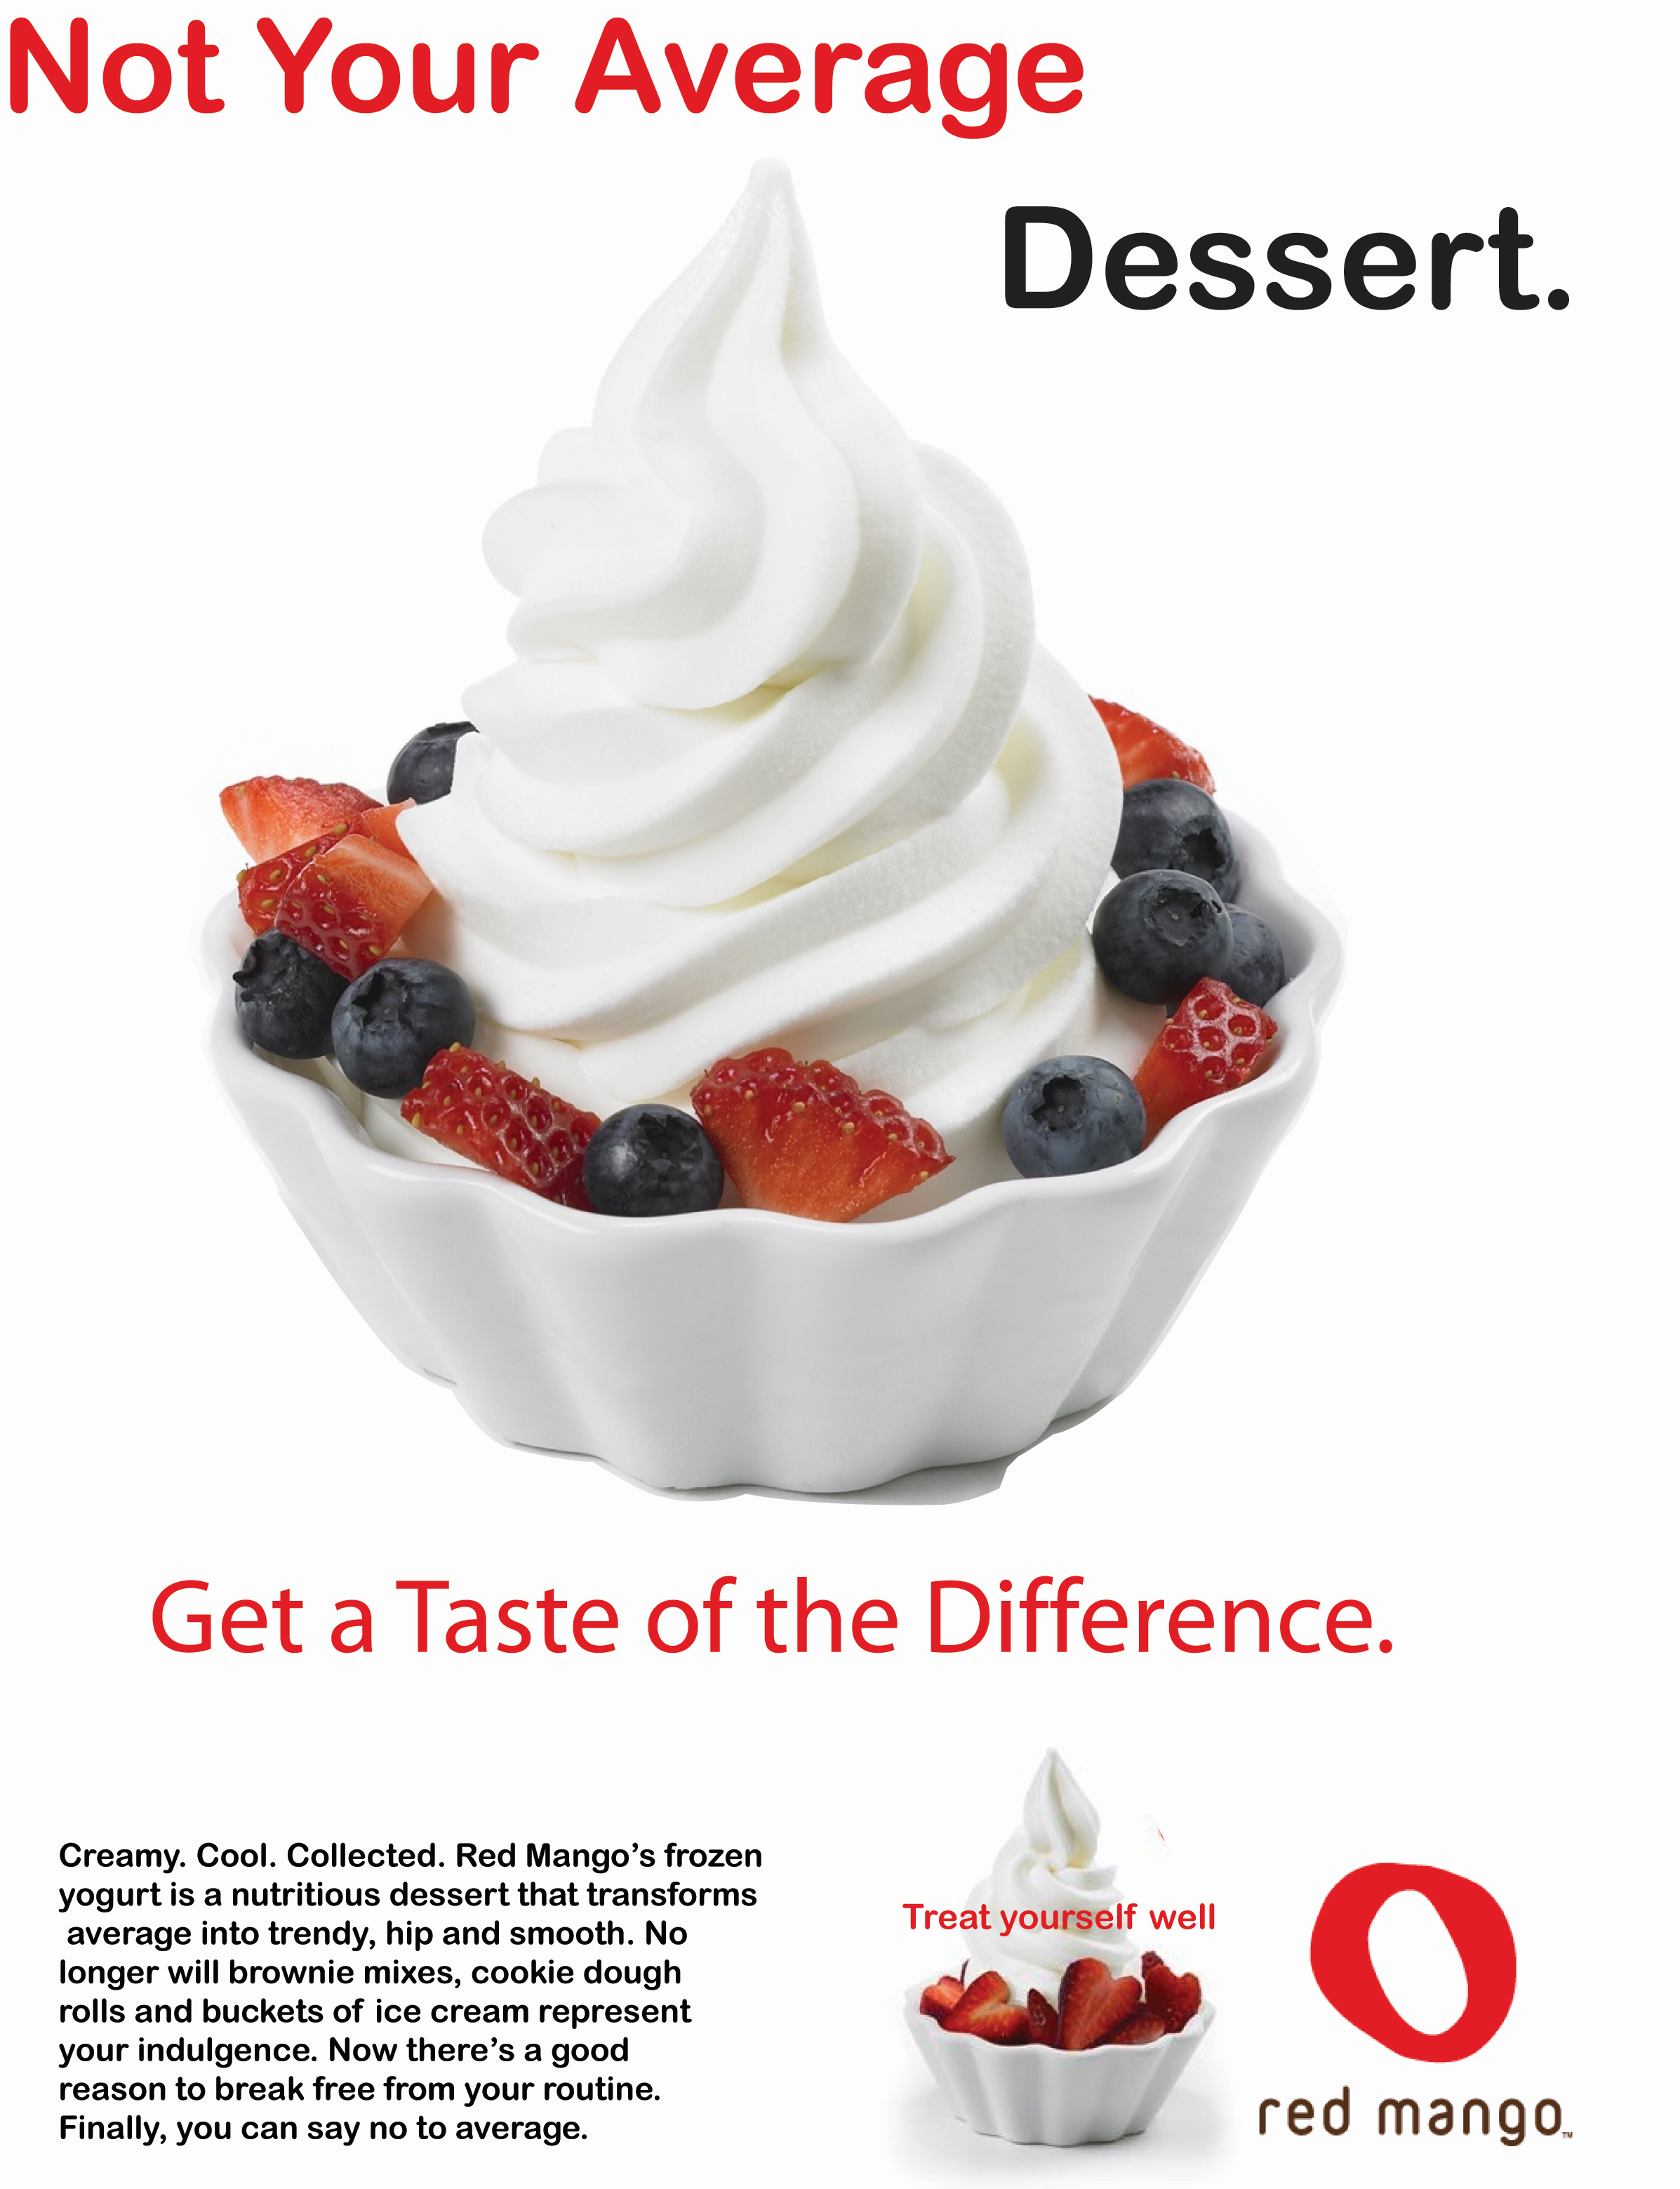 Not Your Average
Dessert.
Get a Taste of the Difference.
Creamy. Cool. Collected. Red Mango’s frozen
yogurt is a nutritious dessert that transforms
average into trendy, hip and smooth. No
longer will brownie mixes, cookie dough
rolls and buckets of ice cream represent
your indulgence. Now there’s a good
reason to break free from your routine.
Finally, you can say no to average.
Treat yourself well
red mango™